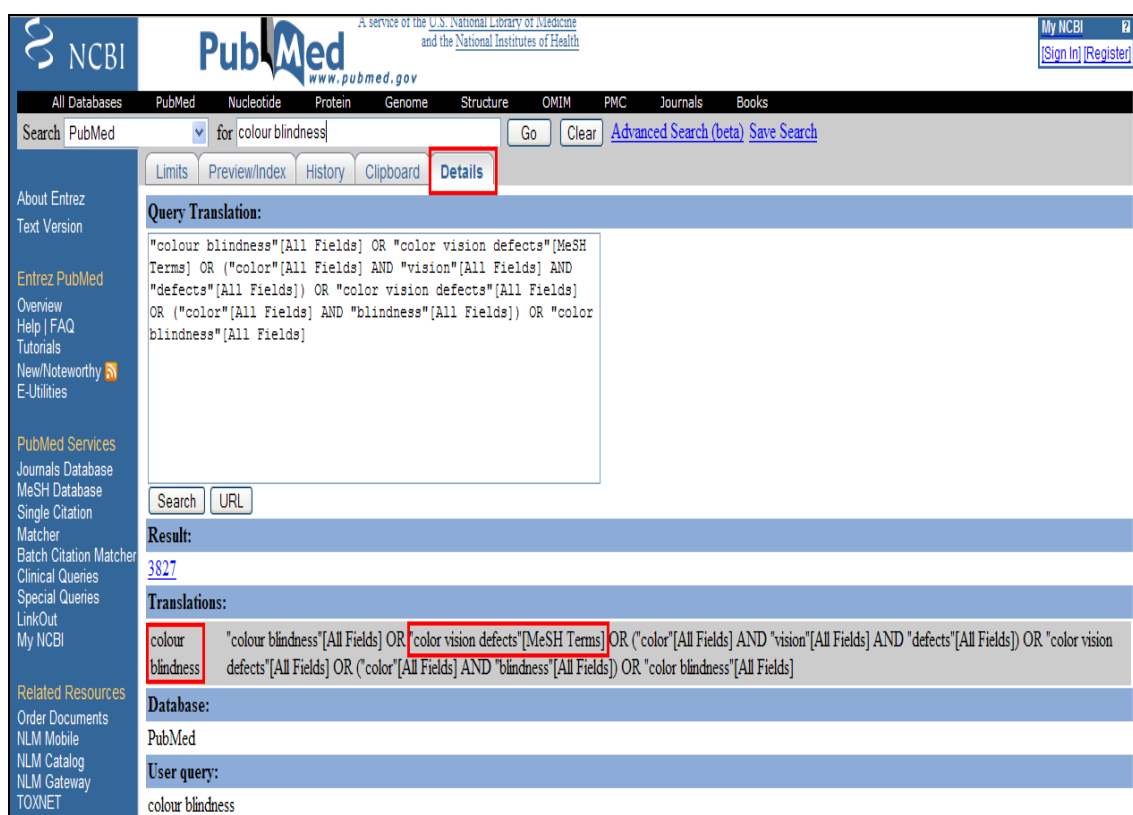 A service of the U.S. National Library of Medicine
and the National Institutes of Health
NCBI
PubMed
www.pubmed.gov
My NCBI
[Sign In] [Register]
All Databases PubMed Nucleotide Protein Genome Structure OMIM PMC Journals Books
Search PubMed for colour blindness Go Clear Advanced Search (beta) Save Search
Limits Preview/Index History Clipboard Details
About Entrez
Text Version
Entrez PubMed
Overview
Help | FAQ
Tutorials
New/Noteworthy
E-Utilities
PubMed Services
Journals Database
MeSH Database
Single Citation
Matcher
Batch Citation Matcher
Clinical Queries
Special Queries
LinkOut
My NCBI
Related Resources
Order Documents
NLM Mobile
NLM Catalog
NLM Gateway
TOXNET
Query Translation:
"colour blindness"[All Fields] OR "color vision defects"[MeSH
Terms] OR ("color"[All Fields] AND "vision"[All Fields] AND
"defects"[All Fields]) OR "color vision defects"[All Fields]
OR ("color"[All Fields] AND "blindness"[All Fields]) OR "color
blindness"[All Fields]
Search URL
Result:
3827
Translations:
colour "colour blindness"[All Fields] OR "color vision defects"[MeSH Terms] OR ("color"[All Fields] AND "vision"[All Fields] AND "defects"[All Fields]) OR "color vision
blindness defects"[All Fields] OR ("color"[All Fields] AND "blindness"[All Fields]) OR "color blindness"[All Fields]
Database:
PubMed
User query:
colour blindness